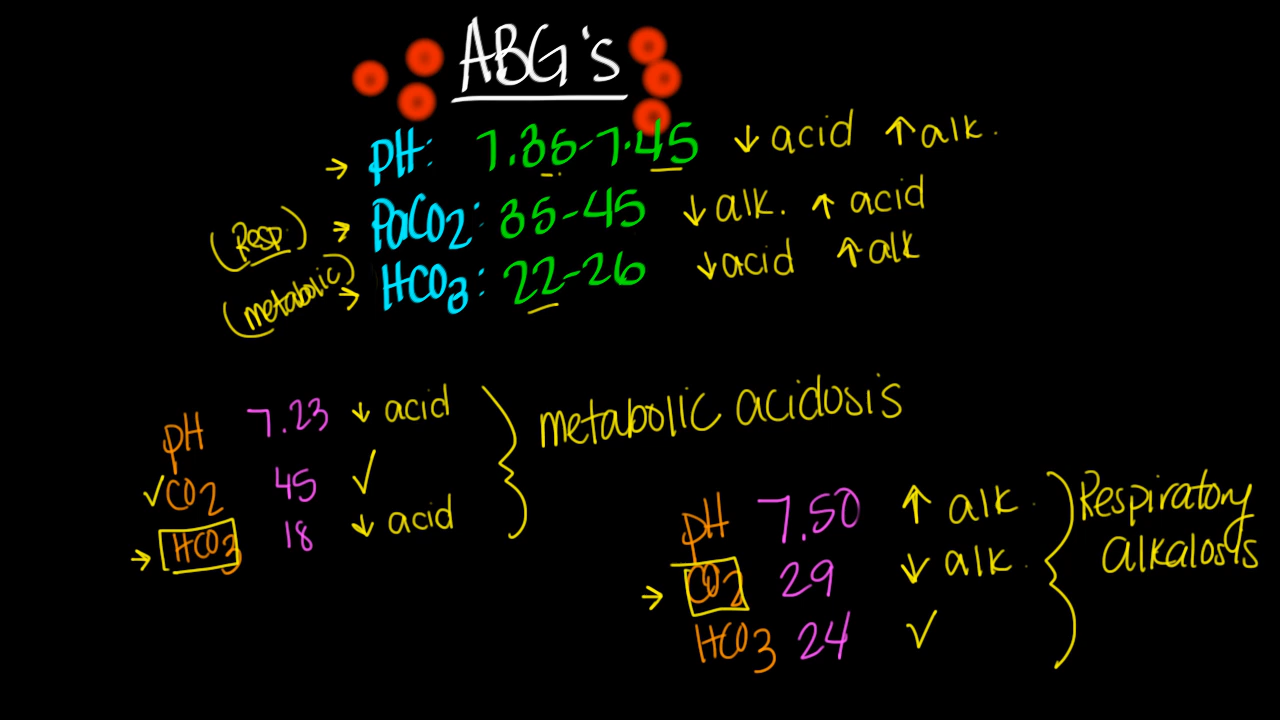 ABG's
→ pH: 7.35-7.45 ↓ acid ↑ alk.
(Resp.) → PaCO2: 35-45 ↓ alk. ↑ acid
(metabolic) → HCO3: 22-26 ↓ acid ↑ alk
pH 7.23 ↓ acid
✓ CO2 45 ✓
→ HCO3 18 ↓ acid
metabolic acidosis
pH 7.50 ↑ alk.
→ CO2 29 ↓ alk.
HCO3 24 ✓
Respiratory
alkalosis